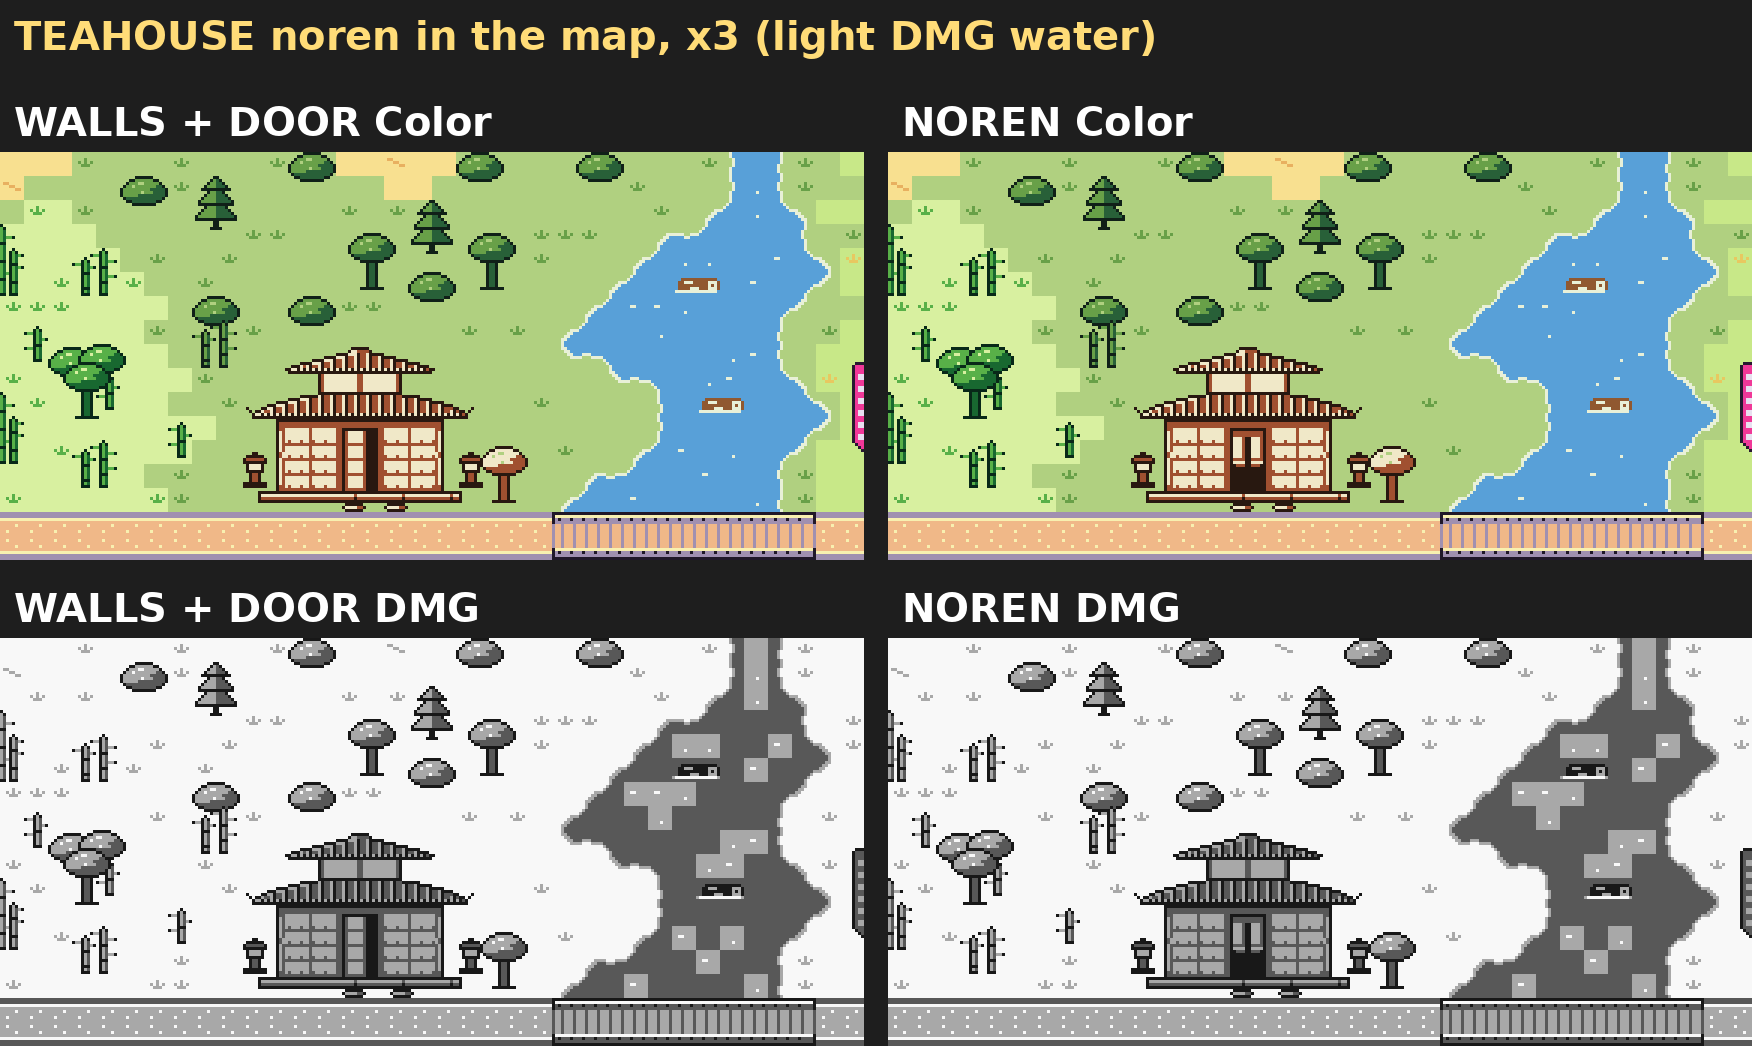 TEAHOUSE noren in the map, x3 (light DMG water)
WALLS + DOOR Color
NOREN Color
WALLS + DOOR DMG
NOREN DMG